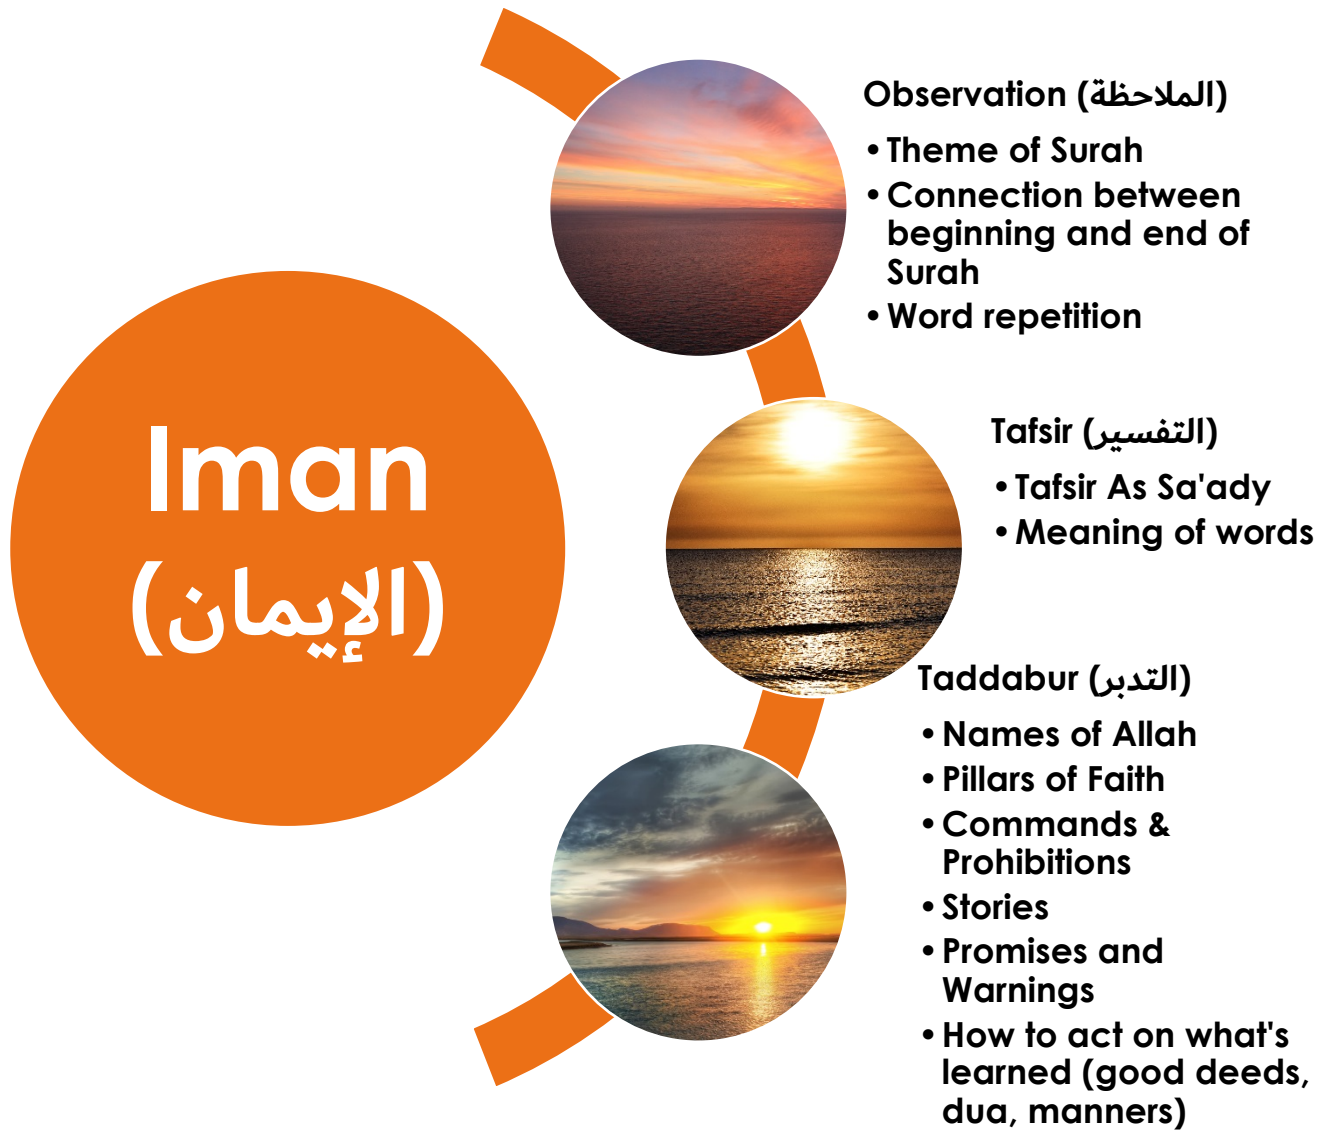 Iman
(الإيمان)
Observation (الملاحظة)
• Theme of Surah
• Connection between
beginning and end of
Surah
• Word repetition
Tafsir (التفسير)
• Tafsir As Sa'ady
• Meaning of words
Taddabur (التدبر)
• Names of Allah
• Pillars of Faith
• Commands &
Prohibitions
• Stories
• Promises and
Warnings
• How to act on what's
learned (good deeds,
dua, manners)